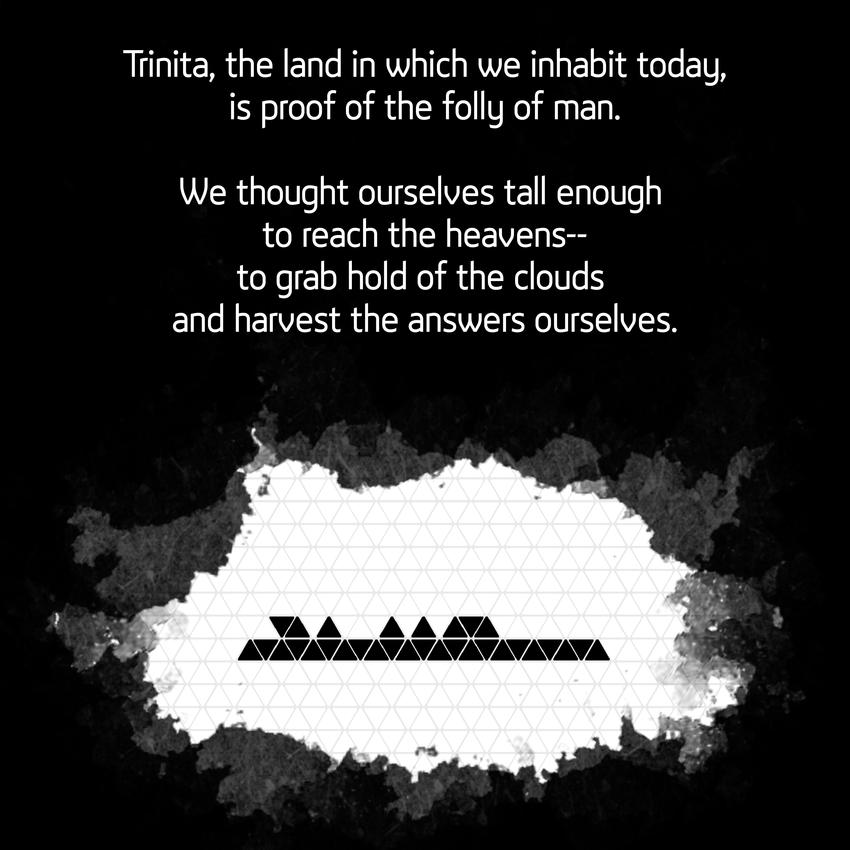 Trinita, the land in which we inhabit today,
is proof of the folly of man.
We thought ourselves tall enough
to reach the heavens--
to grab hold of the clouds
and harvest the answers ourselves.